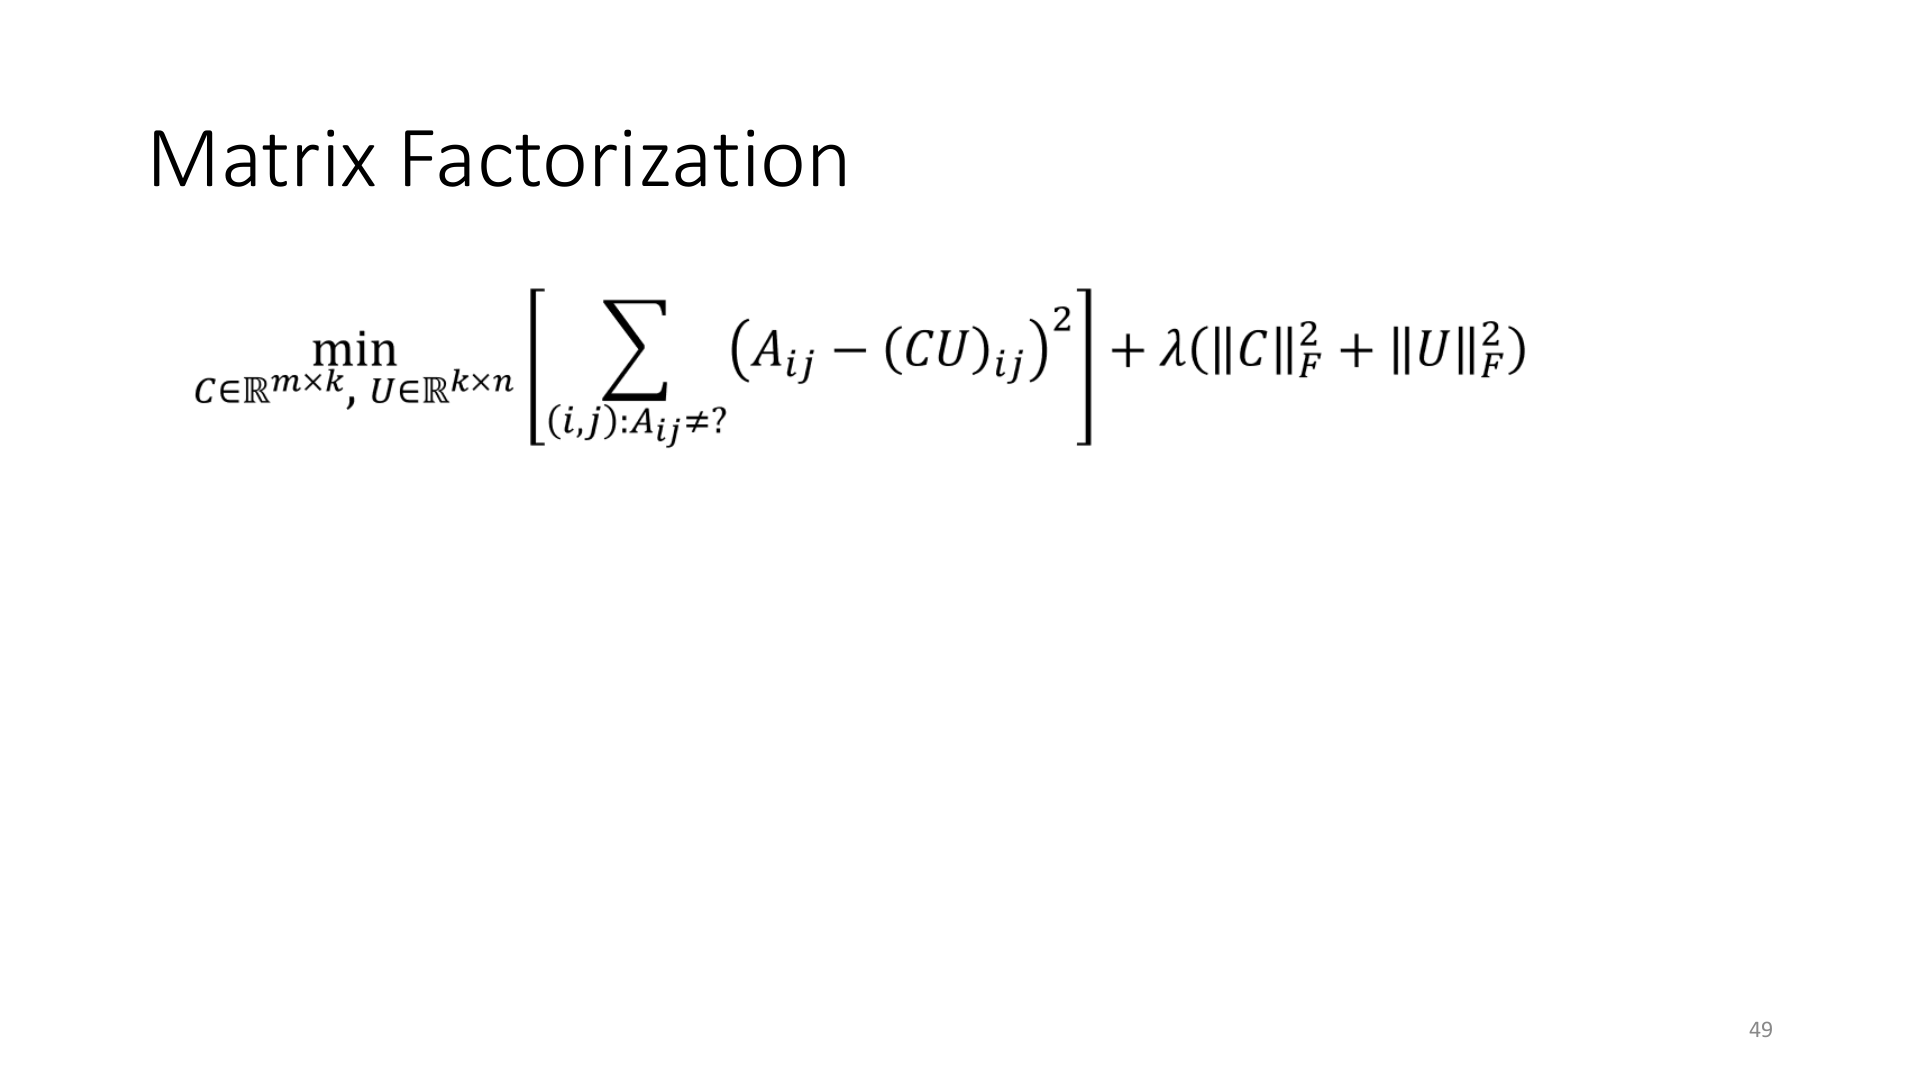 Matrix Factorization
min_{C∈ℝ^{m×k}, U∈ℝ^{k×n}} [∑_{(i,j):A_{ij}≠?} (A_{ij} − (CU)_{ij})^2] + λ(‖C‖_F^2 + ‖U‖_F^2)
49